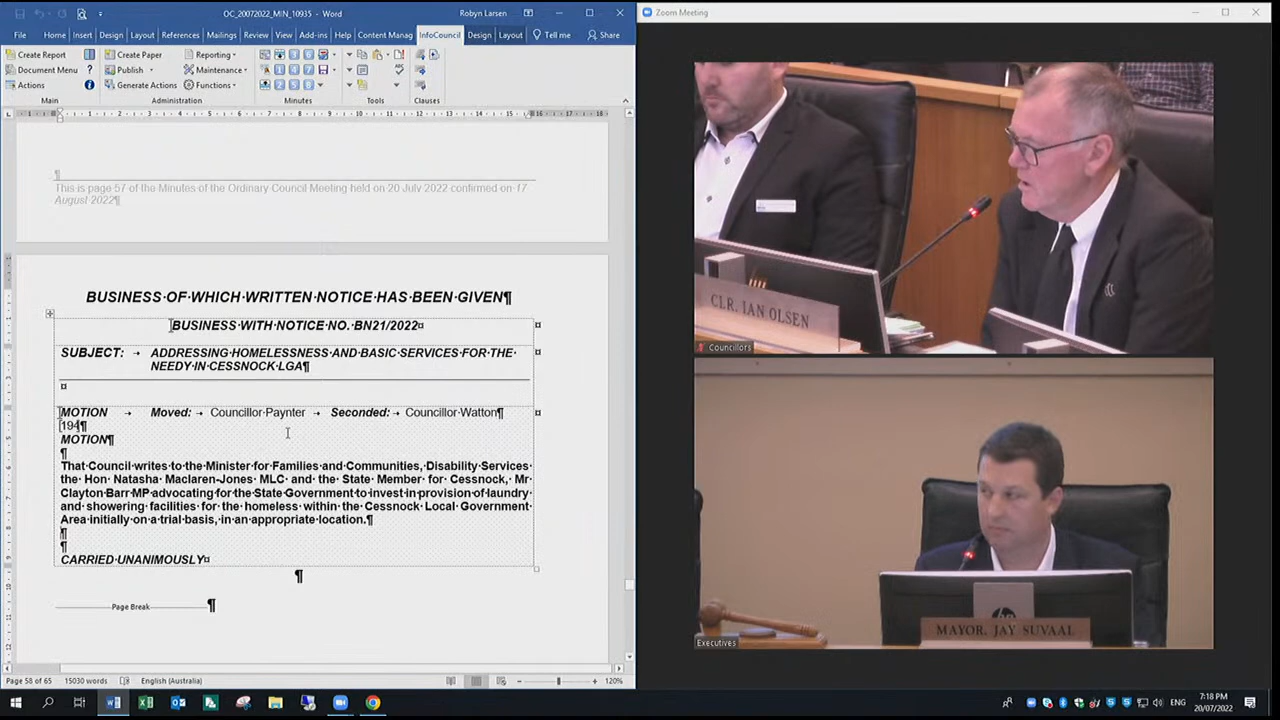 OC_20072022_MIN_10935 - Word
Robyn Larsen
Zoom Meeting
File Home Insert Design Layout References Mailings Review View Add-ins Help Content Manag InfoCouncil Design Layout Tell me Share
Create Report
Create Paper
Reporting
Document Menu
Publish
Maintenance
Actions
Generate Actions
Functions
Main Administration Minutes Tools Clauses
This is page 57 of the Minutes of the Ordinary Council Meeting held on 20 July 2022 confirmed on 17
August 2022¶
BUSINESS·OF·WHICH·WRITTEN·NOTICE·HAS·BEEN·GIVEN¶
BUSINESS·WITH·NOTICE·NO.·BN21/2022¤
SUBJECT: → ADDRESSING·HOMELESSNESS·AND·BASIC·SERVICES·FOR·THE·
NEEDY·IN·CESSNOCK·LGA¶
MOTION → Moved: → Councillor·Paynter → Seconded: → Councillor·Watton¶
194¶
MOTION¶
That·Council·writes·to·the·Minister·for·Families·and·Communities,·Disability·Services·
the·Hon·Natasha·Maclaren-Jones·MLC·and·the·State·Member·for·Cessnock,·Mr·
Clayton·Barr·MP·advocating·for·the·State·Government·to·invest·in·provision·of·laundry·
and·showering·facilities·for·the·homeless·within·the·Cessnock·Local·Government·
Area·initially·on·a·trial·basis,·in·an·appropriate·location.¶
CARRIED·UNANIMOUSLY¤
Page Break
CLR. IAN OLSEN
Councillors
MAYOR. JAY SUVAAL
Executives
Page 58 of 65 15030 words English (Australia) 120%
ENG
7:18 PM
20/07/2022